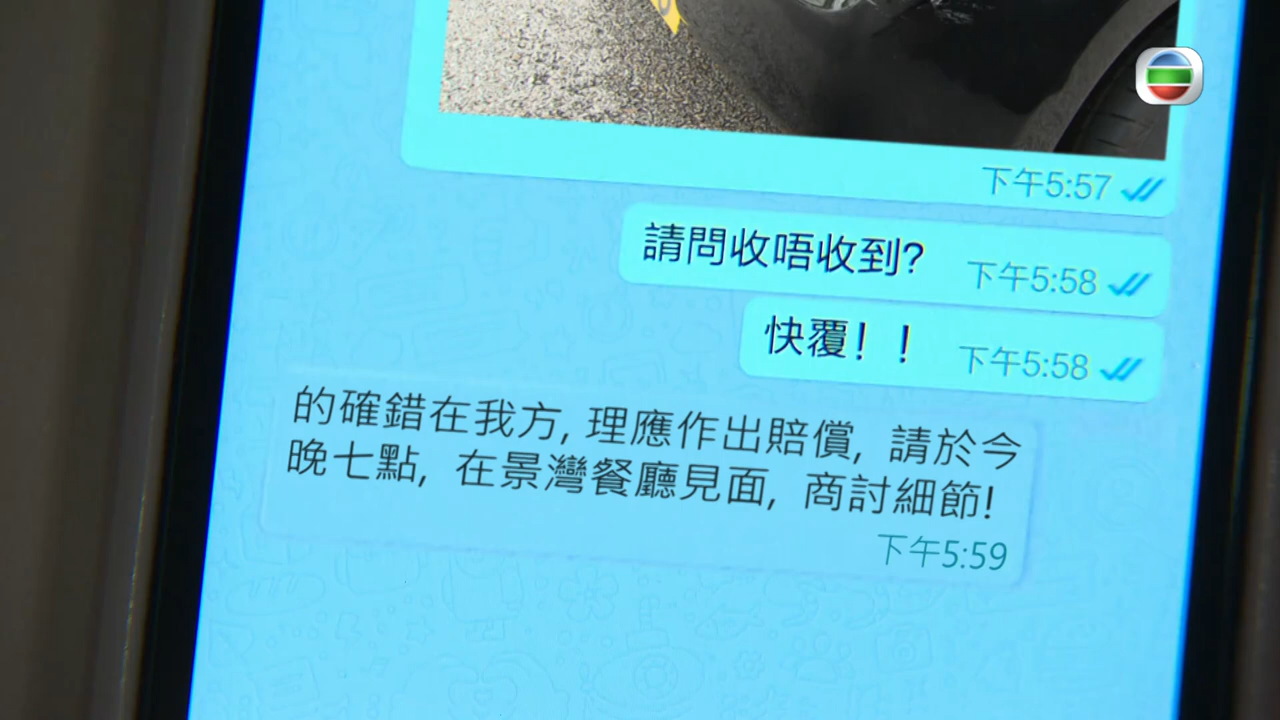 下午5:57
請問收唔收到?
下午5:58
快覆！！
下午5:58
的確錯在我方, 理應作出賠償, 請於今
晚七點, 在景灣餐廳見面, 商討細節!
下午5:59